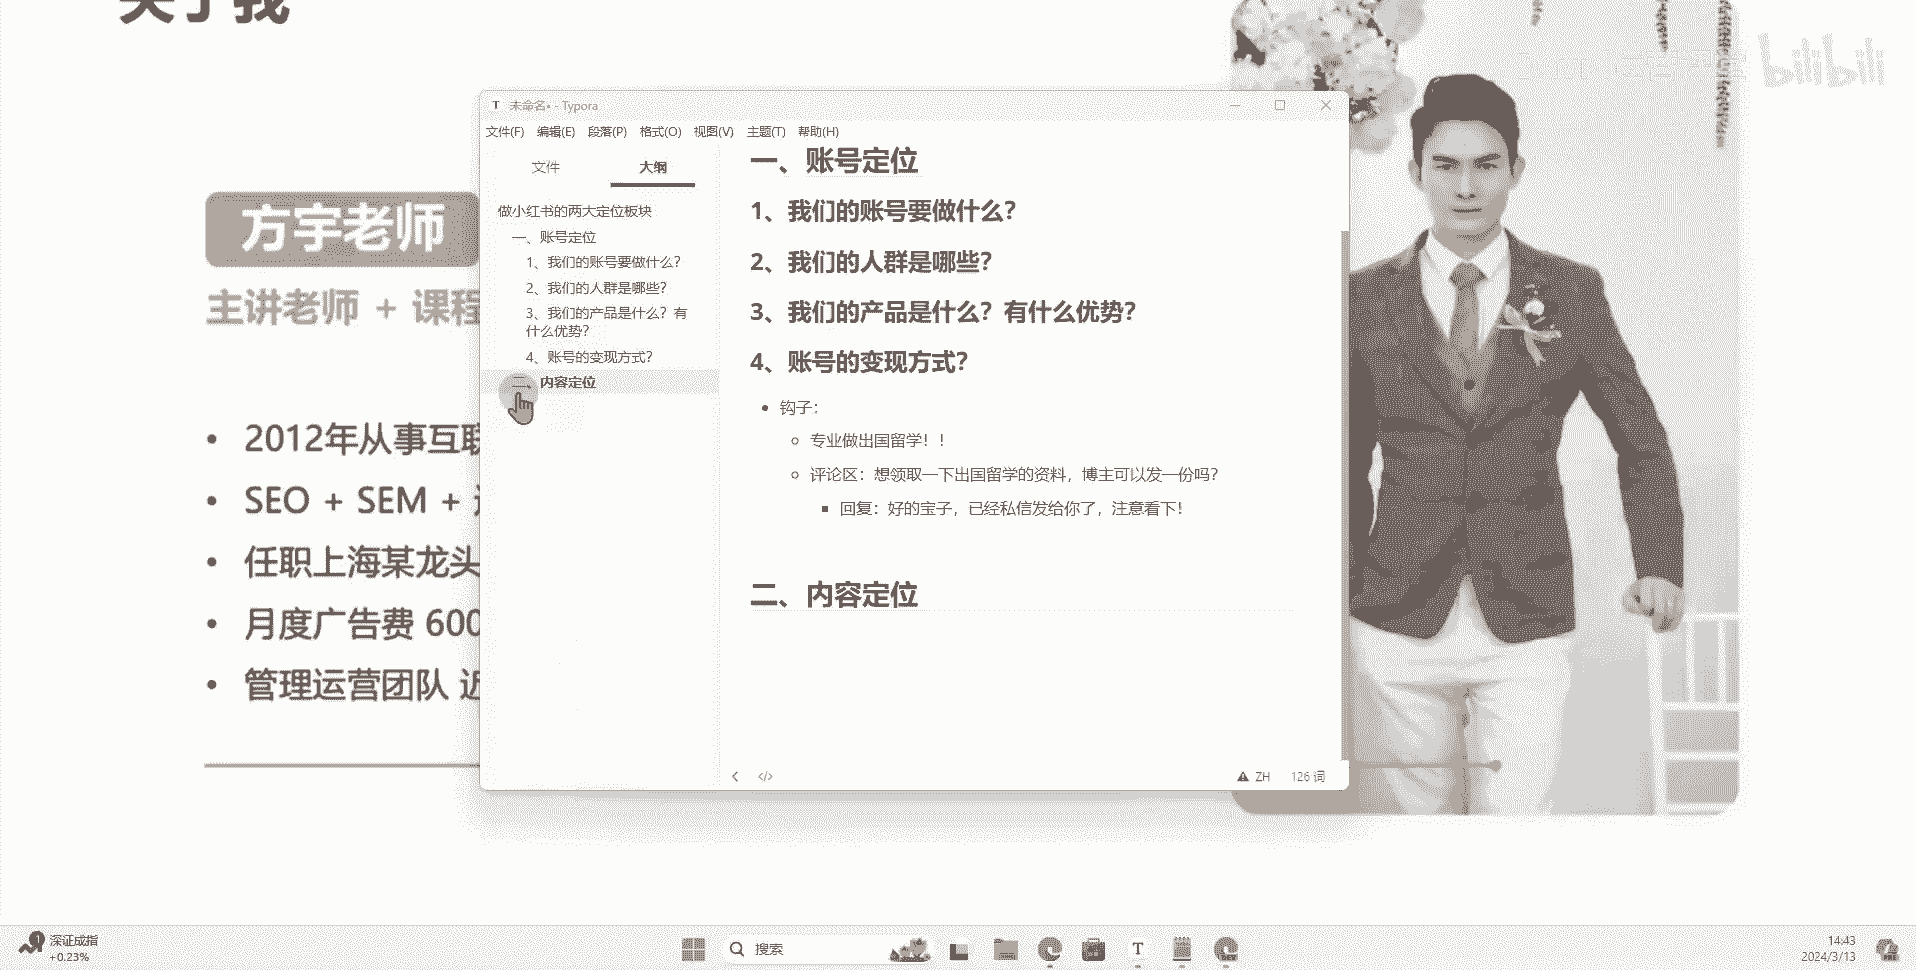 关于我
bilibili
方宇老师
主讲老师 + 课程
2012年从事互联
SEO + SEM +
任职上海某龙头
月度广告费 600
管理运营团队 近
未命名• - Typora
文件(F) 编辑(E) 段落(P) 格式(O) 视图(V) 主题(T) 帮助(H)
文件 大纲
做小红书的两大定位板块
一、账号定位
1、我们的账号要做什么?
2、我们的人群是哪些?
3、我们的产品是什么? 有
什么优势?
4、账号的变现方式?
二、内容定位
一、账号定位
1、我们的账号要做什么?
2、我们的人群是哪些?
3、我们的产品是什么? 有什么优势?
4、账号的变现方式?
钩子:
专业做出国留学! !
评论区: 想领取一下出国留学的资料, 博主可以发一份吗?
回复: 好的宝子, 已经私信发给你了, 注意看下!
二、内容定位
ZH 126 词
深证成指
+0.23%
搜索
14:43
2024/3/13